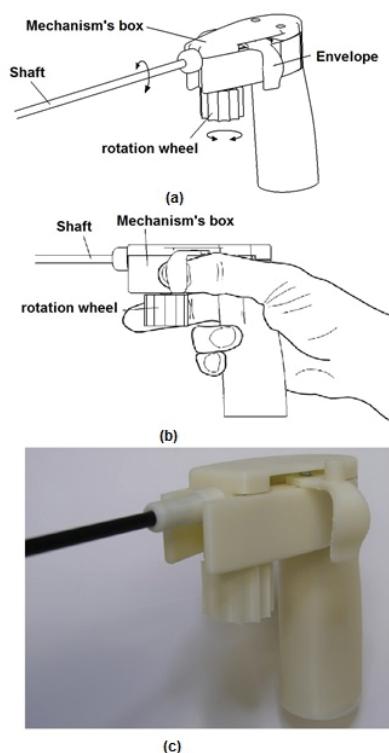 Mechanism's box
Envelope
Shaft
rotation wheel
(a)
Shaft
Mechanism's box
rotation wheel
(b)
(c)